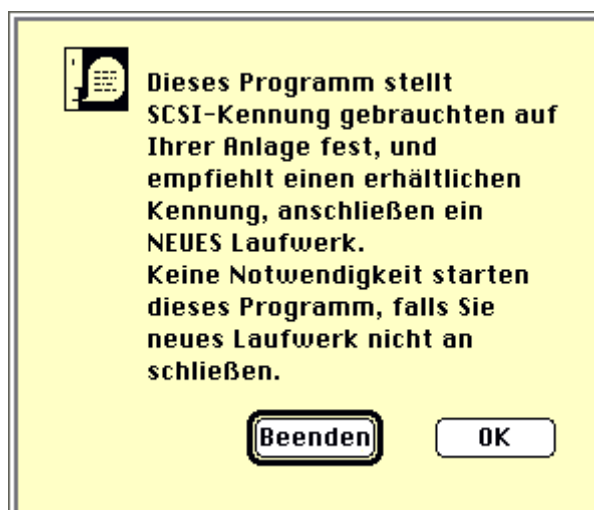 Dieses Programm stellt
SCSI-Kennung gebrauchten auf
Ihrer Anlage fest, und
empfiehlt einen erhältlichen
Kennung, anschließen ein
NEUES Laufwerk.
Keine Notwendigkeit starten
dieses Programm, falls Sie
neues Laufwerk nicht an
schließen.
Beenden
OK